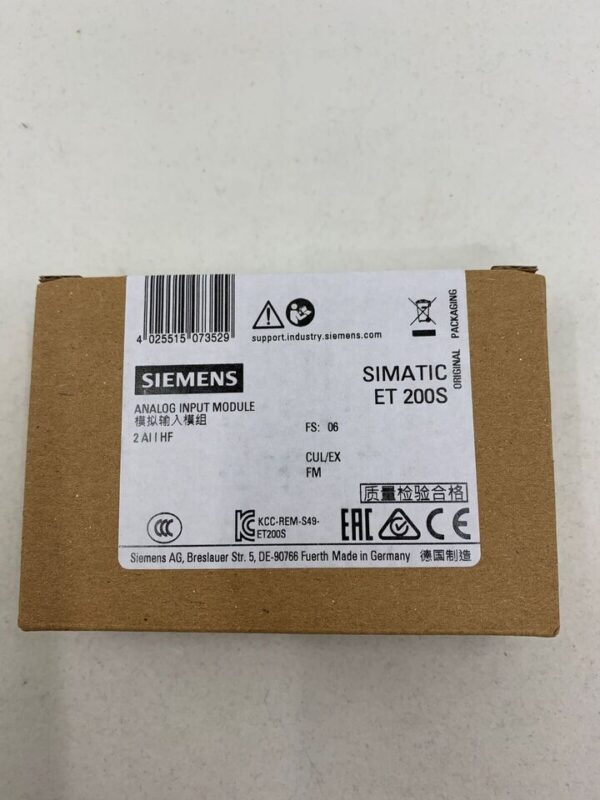 4 025515 073529
support.industry.siemens.com
ORIGINAL PACKAGING
SIEMENS
SIMATIC
ET 200S
ANALOG INPUT MODULE
模拟输入模组
2 AI I HF
FS: 06
CUL/EX
FM
质量检验合格
CCC
KCC-REM-S49-
ET200S
EAC
CE
Siemens AG, Breslauer Str. 5, DE-90766 Fuerth Made in Germany 德国制造